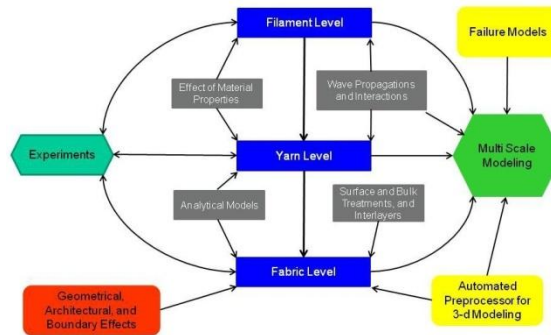 Filament Level
Failure Models
Effect of Material
Properties
Wave Propagations
and Interactions
Experiments
Yarn Level
Multi Scale
Modeling
Analytical Models
Surface and Bulk
Treatments, and
Interlayers
Fabric Level
Geometrical,
Architectural, and
Boundary Effects
Automated
Preprocessor for
3-d Modeling